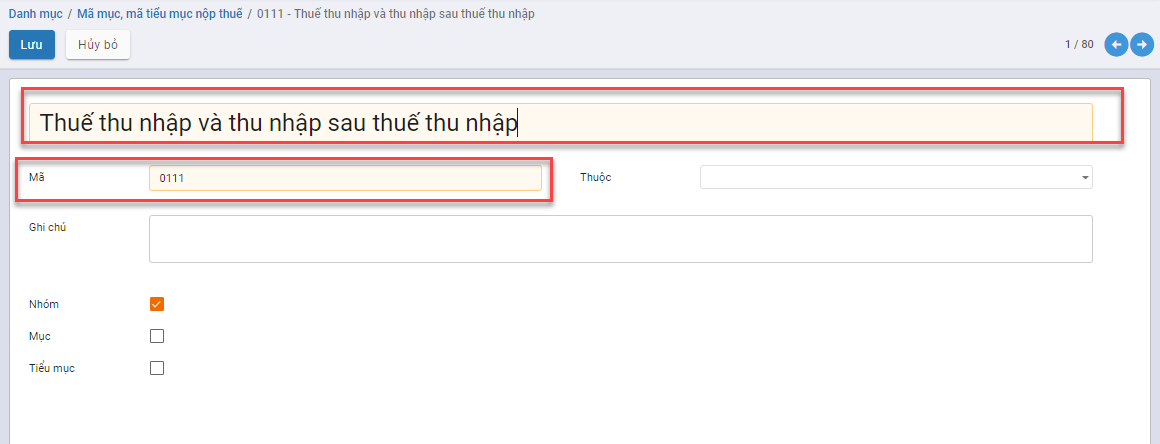 Danh mục / Mã mục, mã tiểu mục nộp thuế / 0111 - Thuế thu nhập và thu nhập sau thuế thu nhập
Lưu Hủy bỏ 1 / 80
Thuế thu nhập và thu nhập sau thuế thu nhập
Mã 0111 Thuộc
Ghi chú
Nhóm
Mục
Tiểu mục